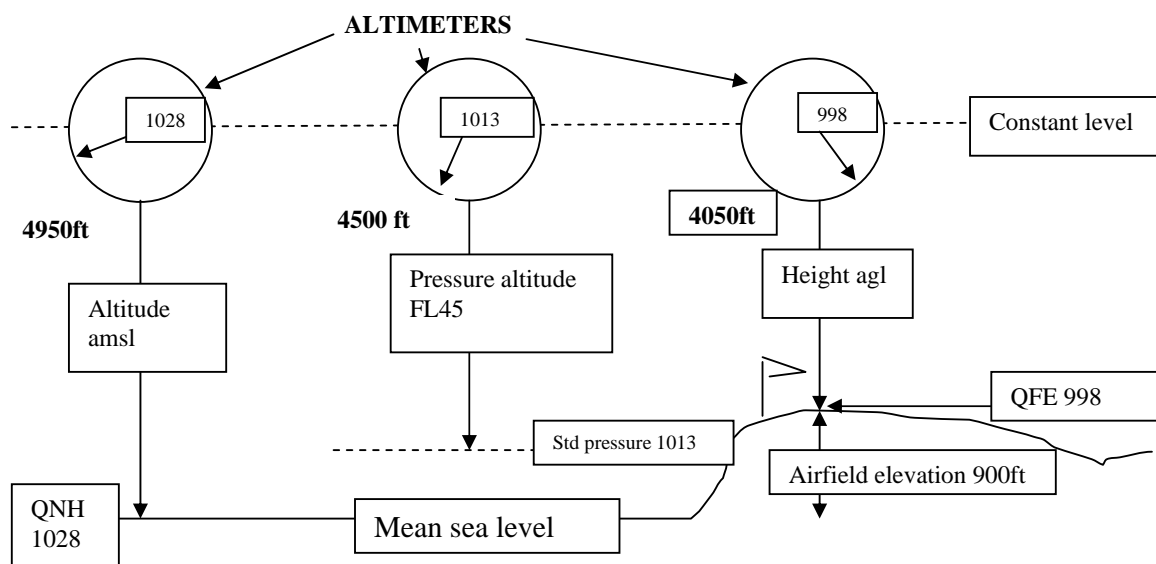 ALTIMETERS
1028
1013
998
Constant level
4950ft
4500 ft
4050ft
Altitude
amsl
Pressure altitude
FL45
Height agl
QFE 998
Std pressure 1013
Airfield elevation 900ft
QNH
1028
Mean sea level